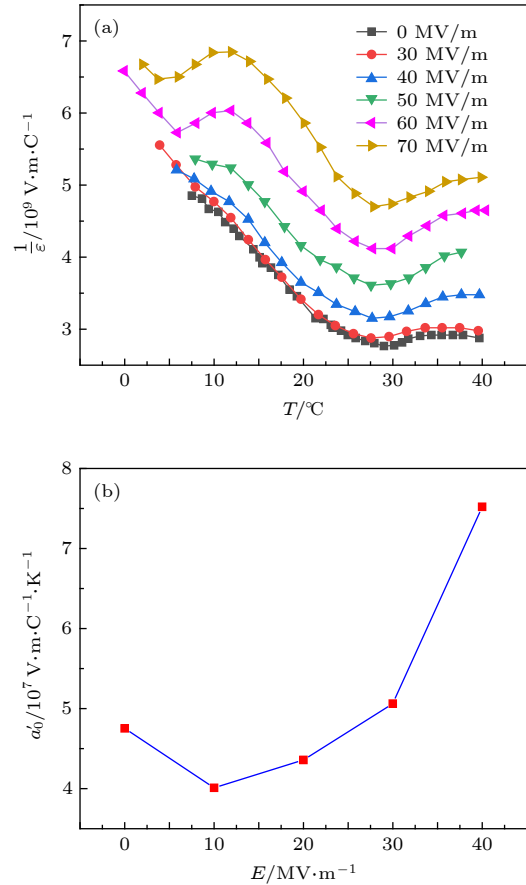 (a)
0 MV/m
30 MV/m
40 MV/m
50 MV/m
60 MV/m
70 MV/m
7
6
5
4
3
1/ε /10⁹ V·m·C⁻¹
0 10 20 30 40
T/℃
(b)
8
7
6
5
4
a′₀/10⁷ V·m·C⁻¹·K⁻¹
0 10 20 30 40
E/MV·m⁻¹